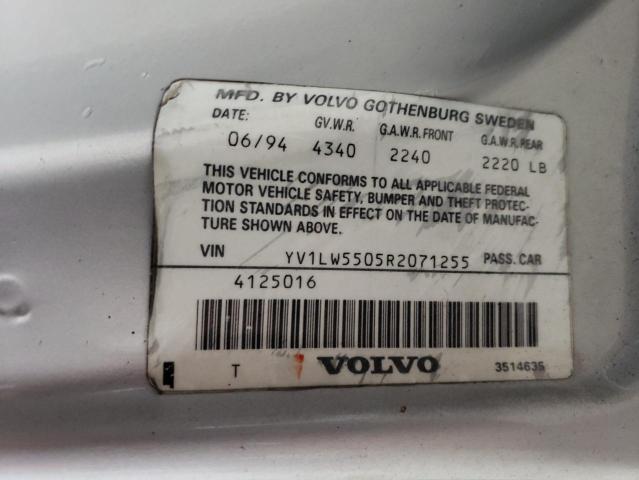 MFD. BY VOLVO GOTHENBURG SWEDEN
DATE: G.V.W.R. G.A.W.R. FRONT G.A.W.R. REAR
06/94 4340 2240 2220 LB
THIS VEHICLE CONFORMS TO ALL APPLICABLE FEDERAL
MOTOR VEHICLE SAFETY, BUMPER AND THEFT PROTEC-
TION STANDARDS IN EFFECT ON THE DATE OF MANUFAC-
TURE SHOWN ABOVE.
VIN YV1LW5505R2071255 PASS. CAR
4125016
T VOLVO 3514635